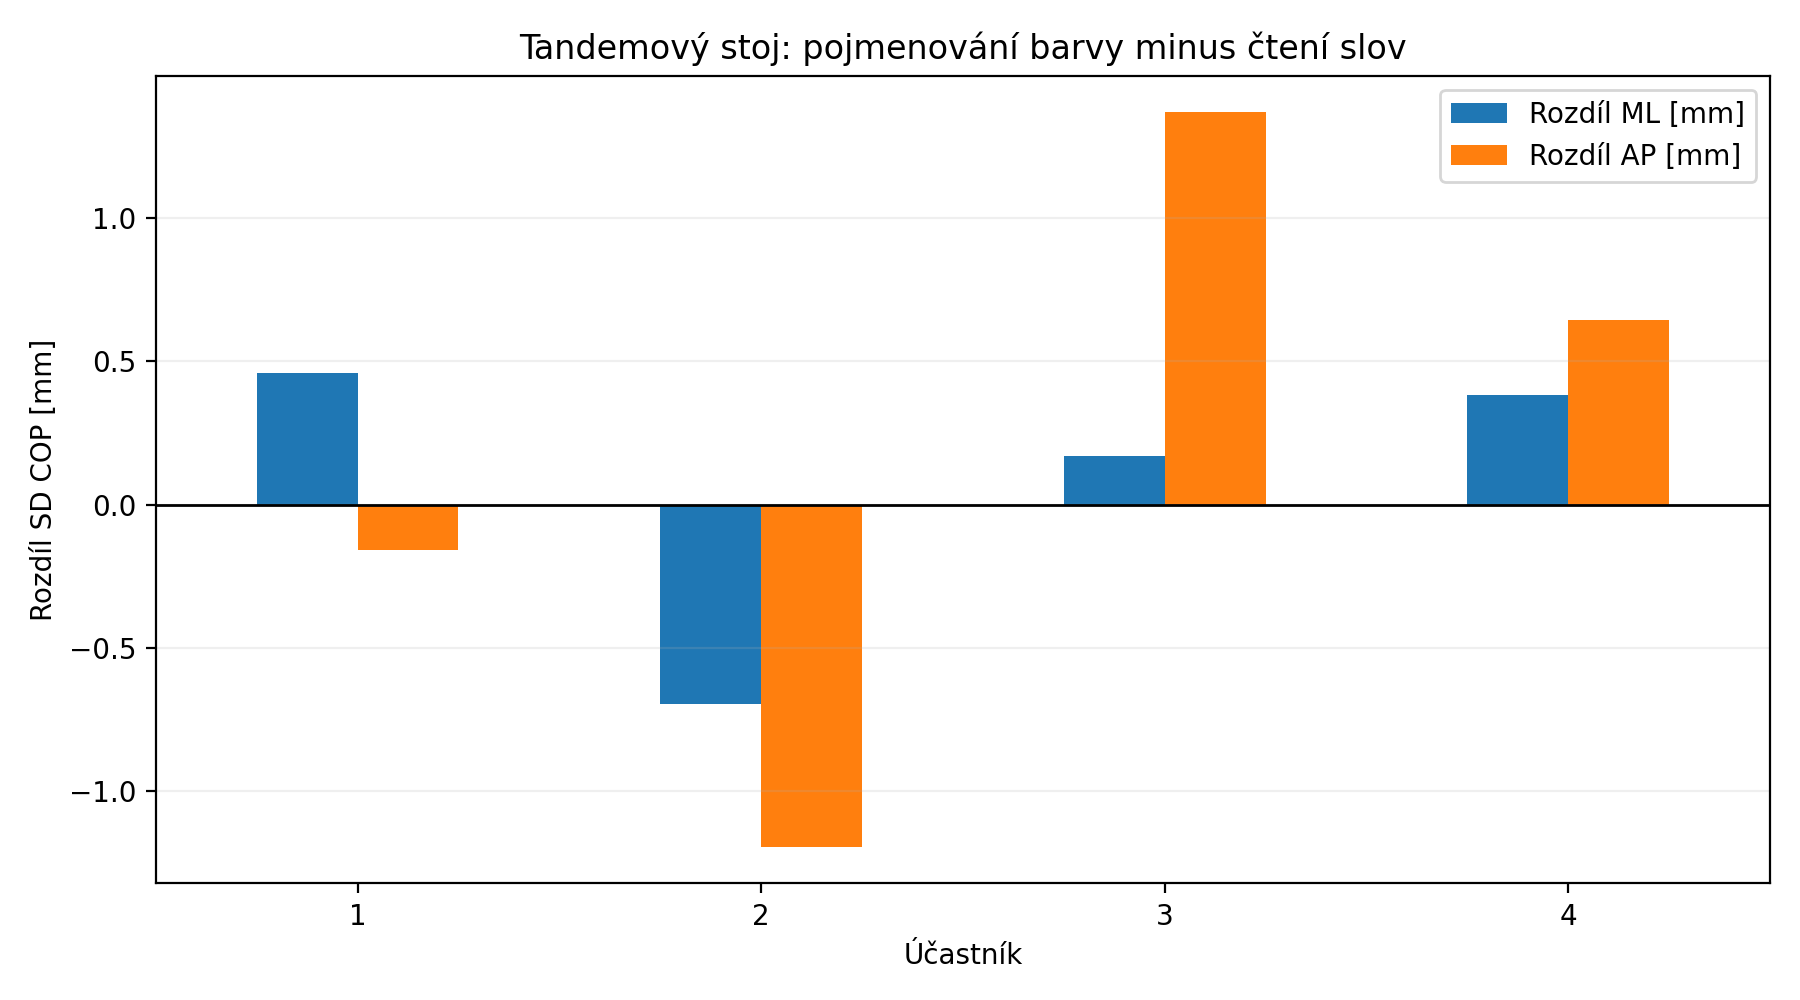 Tandemový stoj: pojmenování barvy minus čtení slov
Rozdíl ML [mm]
Rozdíl AP [mm]
Rozdíl SD COP [mm]
1.0
0.5
0.0
−0.5
−1.0
1
2
3
4
Účastník